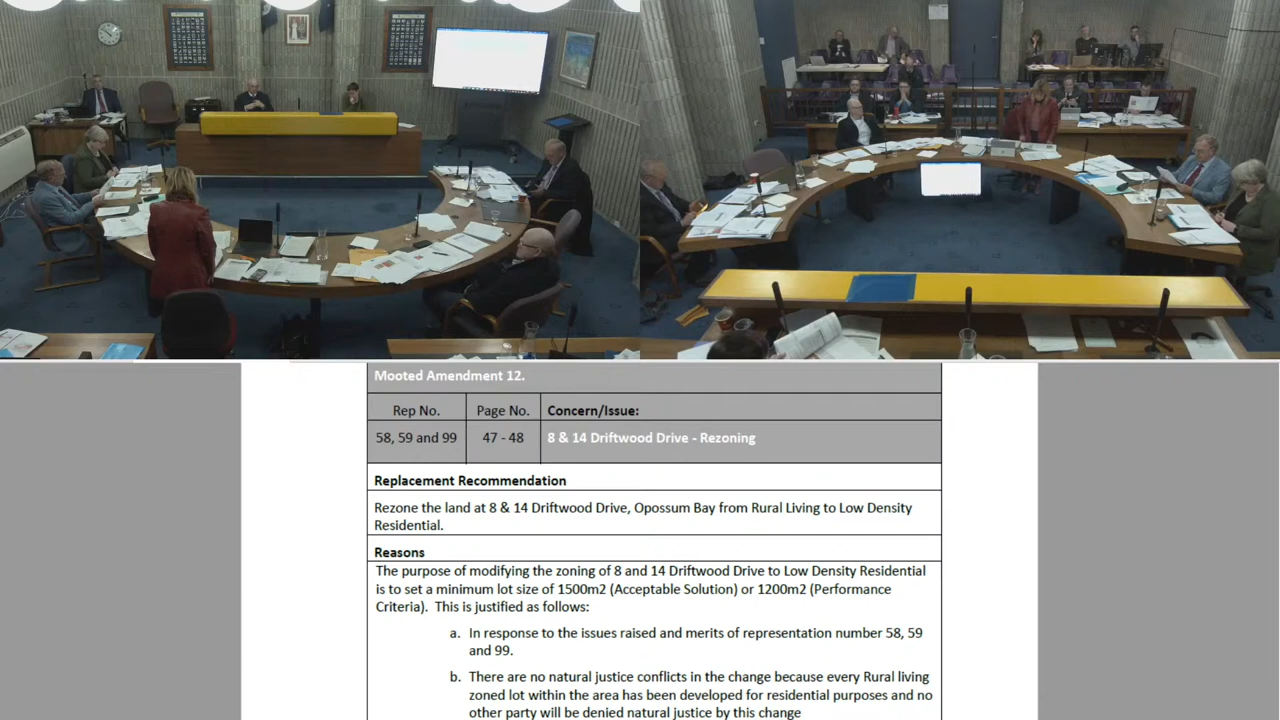 Mooted Amendment 12.
Rep No. Page No. Concern/Issue:
58, 59 and 99 47 - 48 8 & 14 Driftwood Drive - Rezoning
Replacement Recommendation
Rezone the land at 8 & 14 Driftwood Drive, Opossum Bay from Rural Living to Low Density
Residential.
Reasons
The purpose of modifying the zoning of 8 and 14 Driftwood Drive to Low Density Residential
is to set a minimum lot size of 1500m2 (Acceptable Solution) or 1200m2 (Performance
Criteria). This is justified as follows:
a. In response to the issues raised and merits of representation number 58, 59
and 99.
b. There are no natural justice conflicts in the change because every Rural living
zoned lot within the area has been developed for residential purposes and no
other party will be denied natural justice by this change